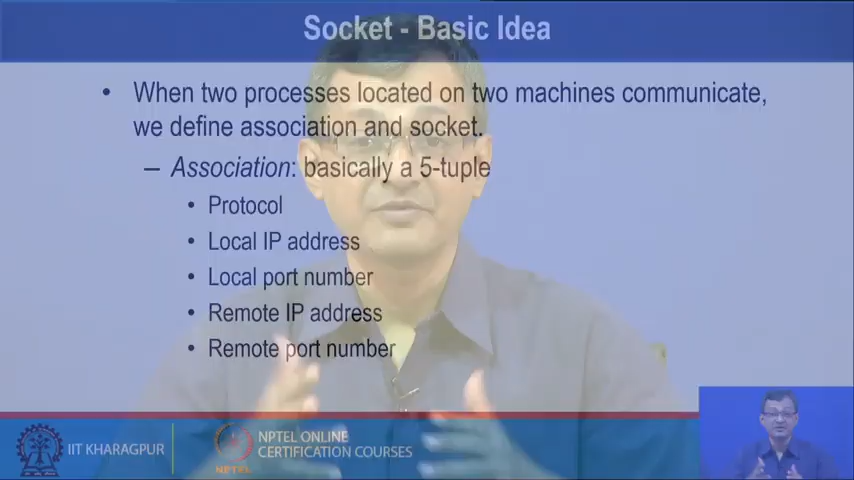 Socket - Basic Idea
• When two processes located on two machines communicate,
we define association and socket.
– Association: basically a 5-tuple
• Protocol
• Local IP address
• Local port number
• Remote IP address
• Remote port number
IIT KHARAGPUR
NPTEL
NPTEL ONLINE
CERTIFICATION COURSES